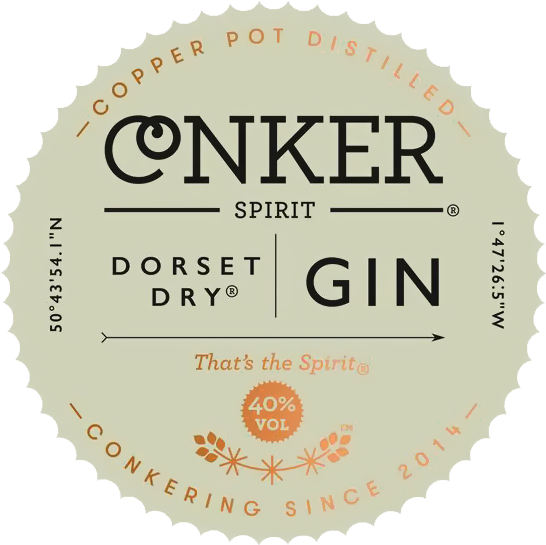 —COPPER POT DISTILLED—
CONKER
SPIRIT ®
DORSET DRY®
GIN
50°43'54.1"N
1°47'26.5"W
That's the Spirit®
40%
VOL
™
—CONKERING SINCE 2014—